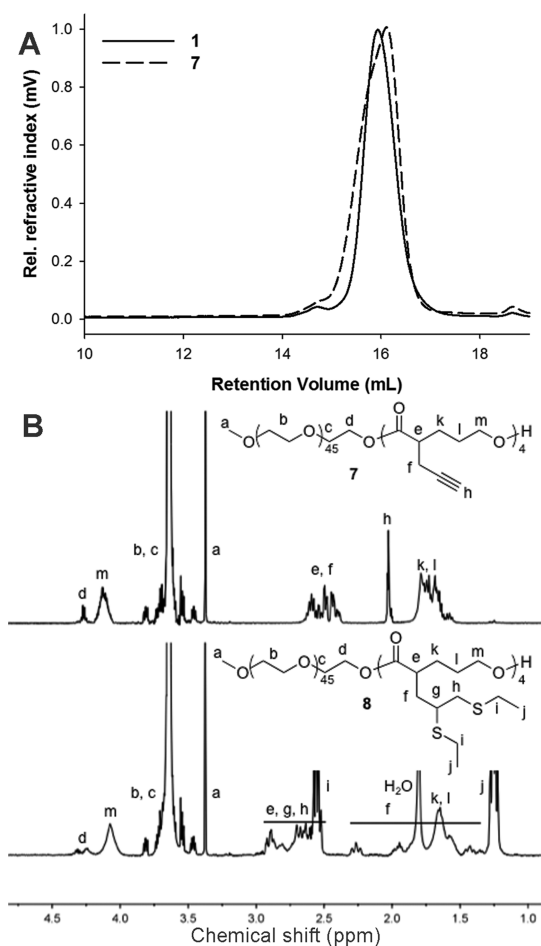 A
1
7
Rel. refractive index (mV)
1.0
0.8
0.6
0.4
0.2
0.0
10 12 14 16 18
Retention Volume (mL)
B
a b c d O e k l m H
O O 45 O O f 4
7 h
d m b, c a e, f h k, l
a b c d O e k l m H
O O 45 O O f g h 4
8 S S i j
i
j
d m b, c a e, g, h i H2O f k, l j
4.5 4.0 3.5 3.0 2.5 2.0 1.5 1.0
Chemical shift (ppm)